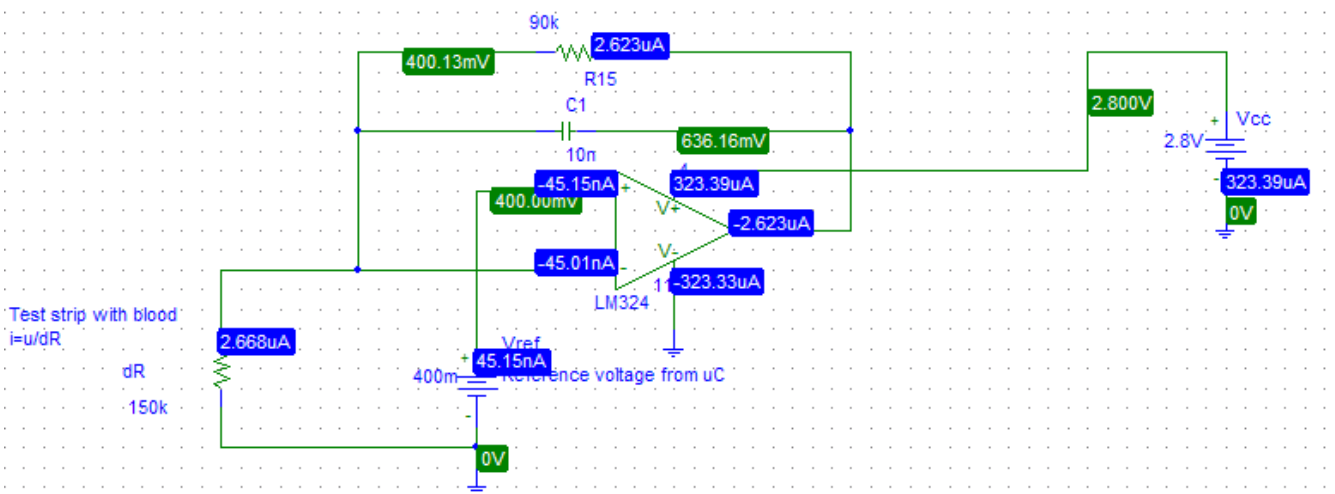 90k
2.623uA
400.13mV
R15
2.800V
C1
Vcc
+
636.16mV
2.8V
10n
-45.15nA
+
323.39uA
-
323.39uA
400.00mV
V+
0V
-2.623uA
V-
-45.01nA
-
11
-323.33uA
LM324
Test strip with blood
i=u/dR
2.668uA
Vref
+
45.15nA
dR
400m
Reference voltage from uC
150k
-
0V